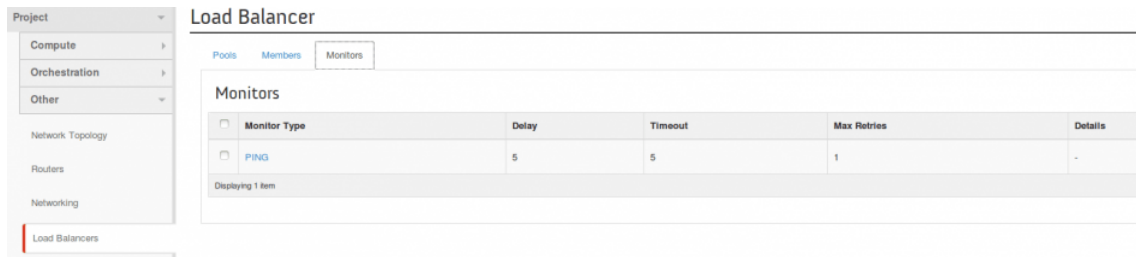 Project
Compute
Orchestration
Other
Network Topology
Routers
Networking
Load Balancers
Load Balancer
Pools Members Monitors
Monitors
Monitor Type Delay Timeout Max Retries Details
PING 5 5 1 -
Displaying 1 item